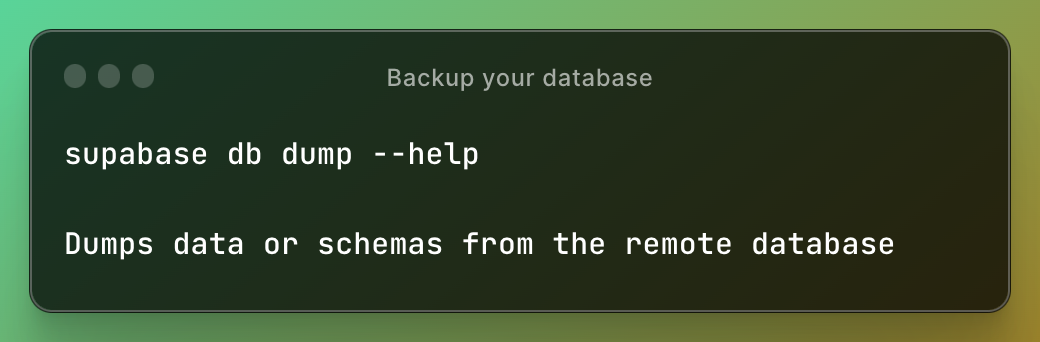 Backup your database
supabase db dump --help
Dumps data or schemas from the remote database